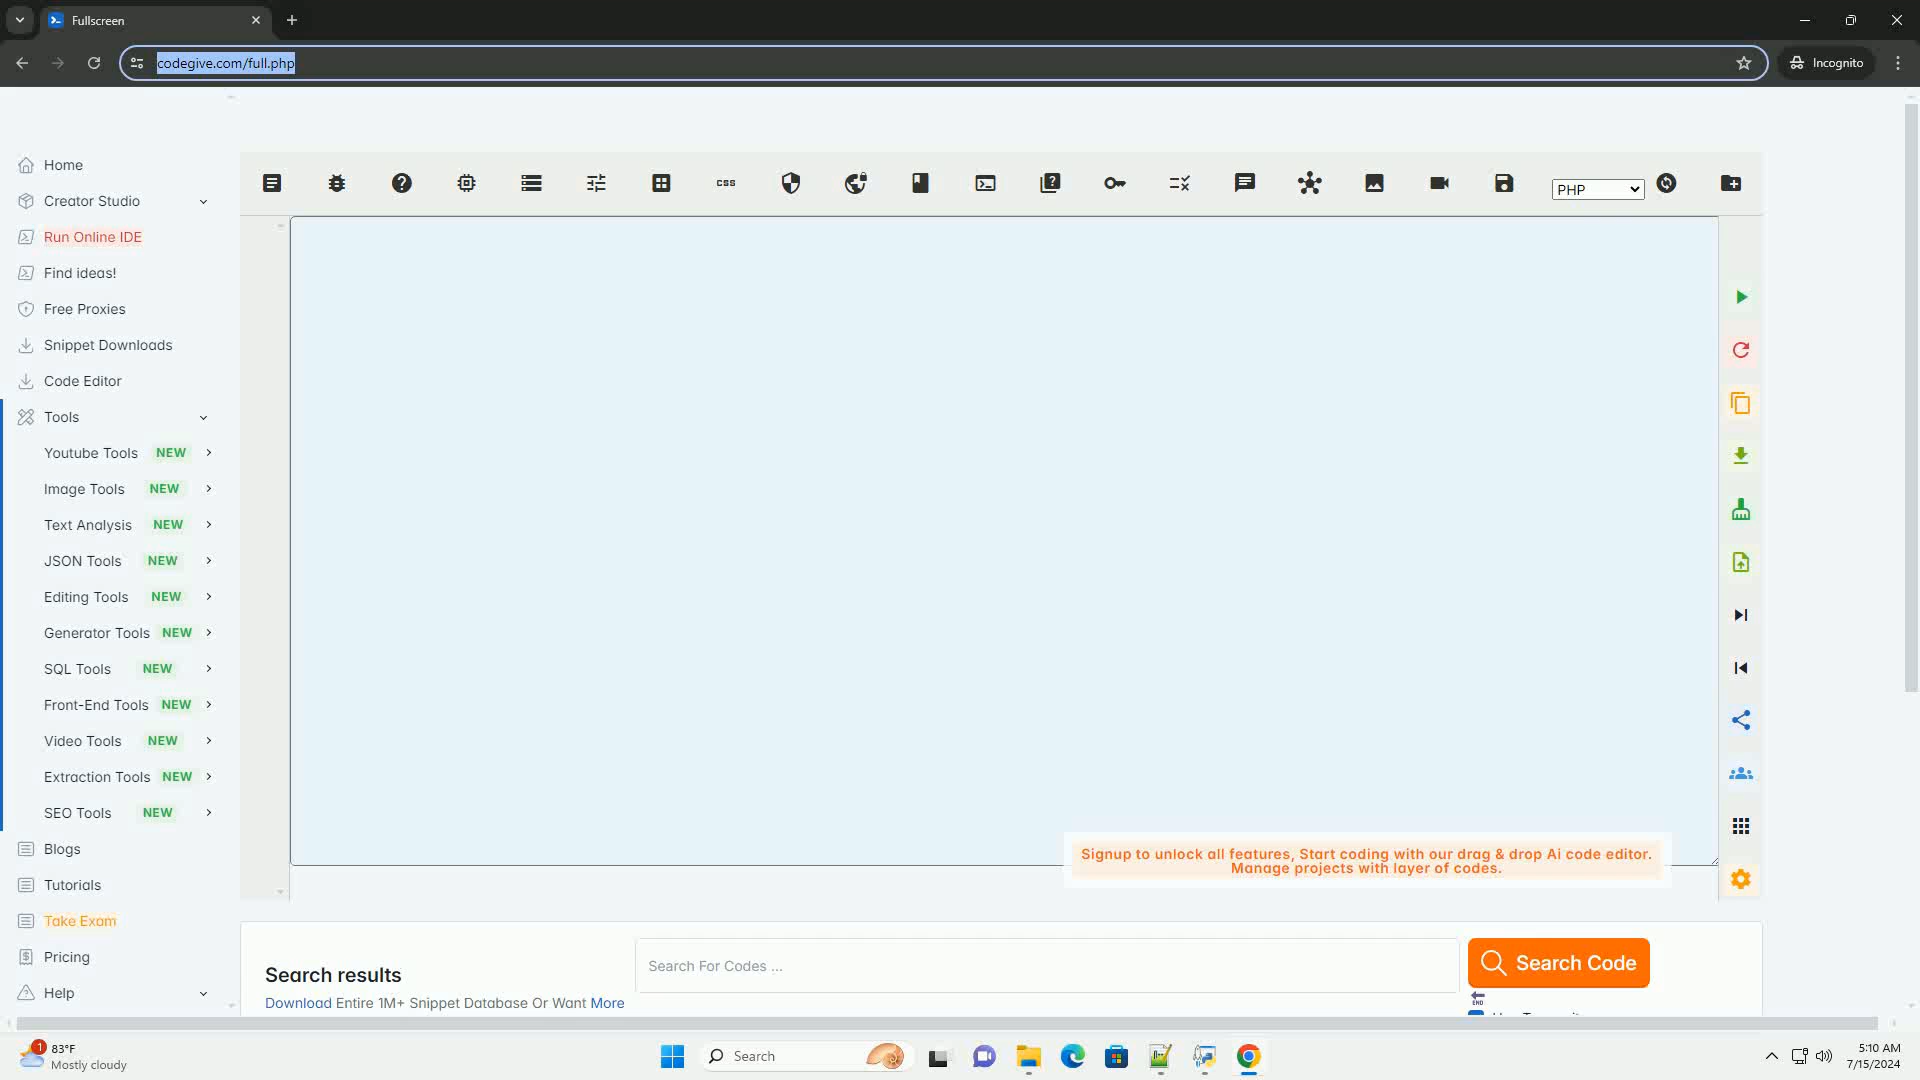 Fullscreen
codegive.com/full.php
Incognito
Home
Creator Studio
Run Online IDE
Find ideas!
Free Proxies
Snippet Downloads
Code Editor
Tools
Youtube Tools NEW
Image Tools NEW
Text Analysis NEW
JSON Tools NEW
Editing Tools NEW
Generator Tools NEW
SQL Tools NEW
Front-End Tools NEW
Video Tools NEW
Extraction Tools NEW
SEO Tools NEW
Blogs
Tutorials
Take Exam
Pricing
Help
CSS
PHP
Signup to unlock all features, Start coding with our drag & drop Ai code editor.
Manage projects with layer of codes.
Search results
Download Entire 1M+ Snippet Database Or Want More
Search For Codes ...
Search Code
END
1
83°F
Mostly cloudy
Search
5:10 AM
7/15/2024